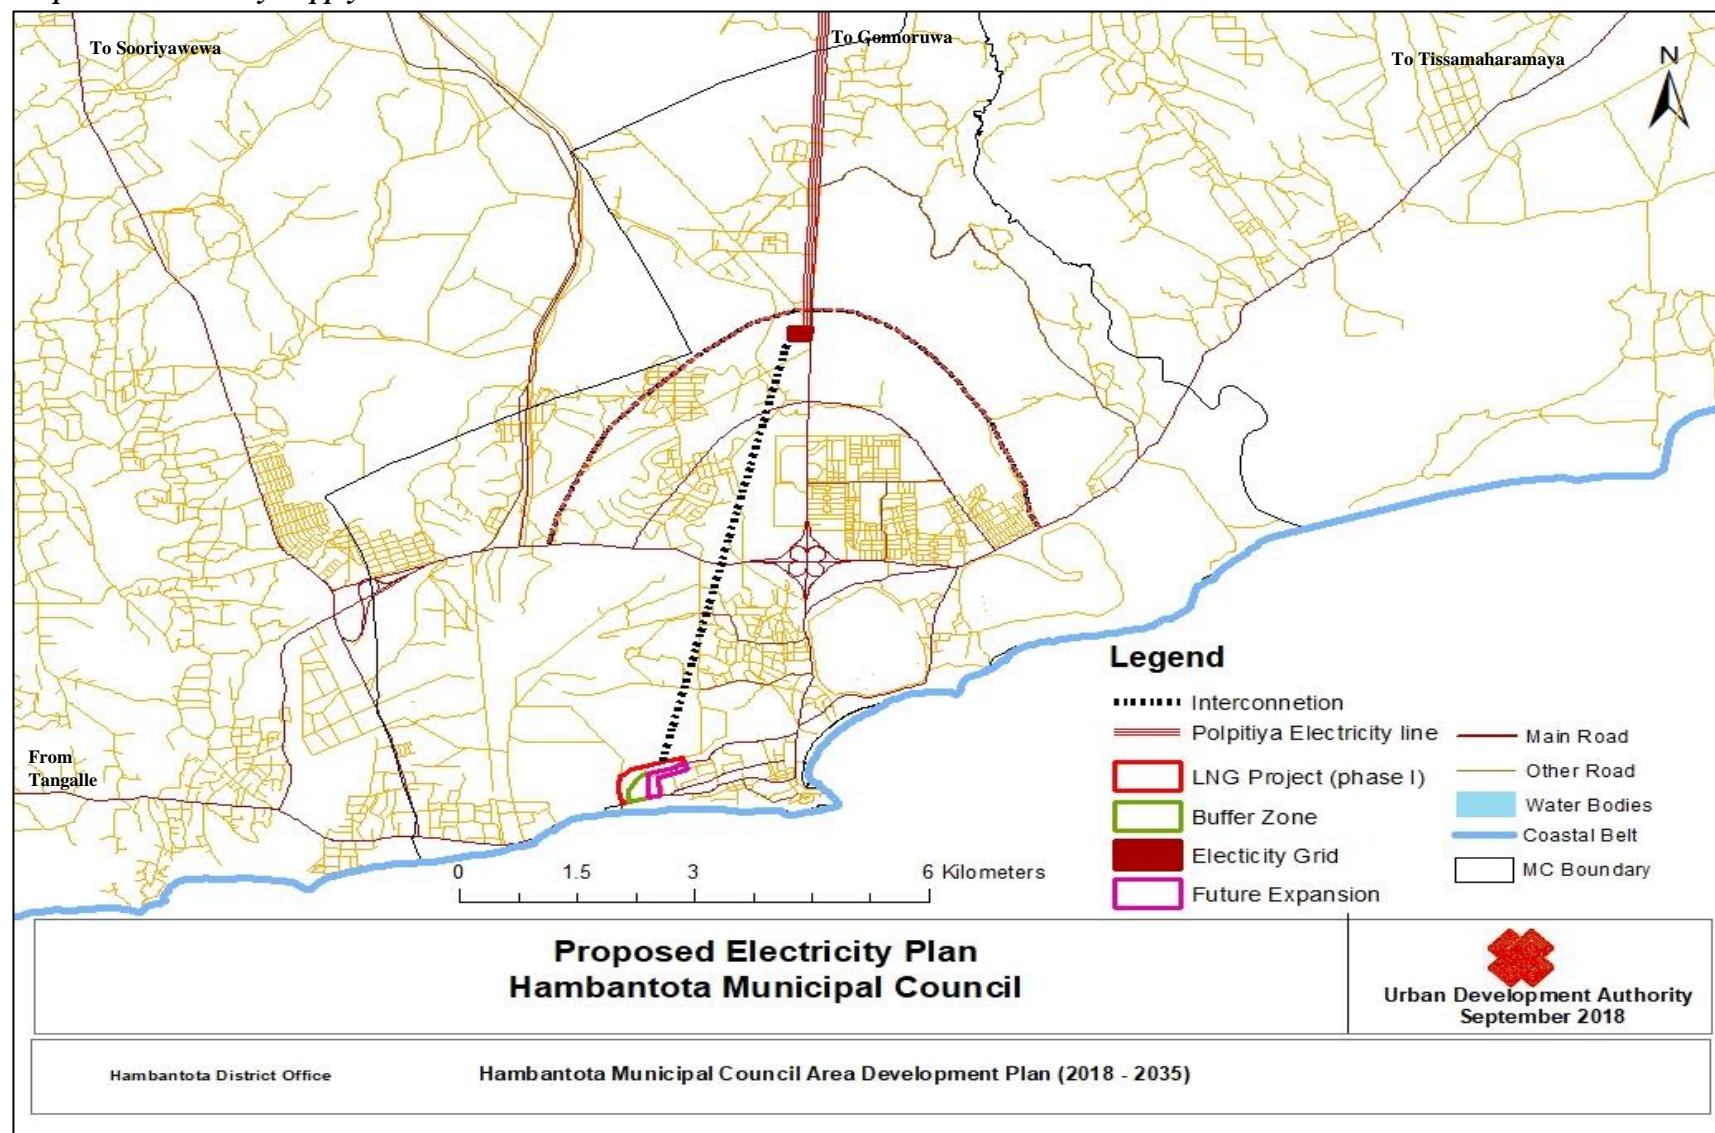 To Sooriyawewa
To Gonnoruwa
To Tissamaharamaya
N
From
Tangalle
Legend
Interconnetion
Polpitiya Electricity line
LNG Project (phase I)
Buffer Zone
Electicity Grid
Future Expansion
Main Road
Other Road
Water Bodies
Coastal Belt
MC Boundary
0 1.5 3 6 Kilometers
Proposed Electricity Plan
Hambantota Municipal Council
Urban Development Authority
September 2018
Hambantota District Office
Hambantota Municipal Council Area Development Plan (2018 - 2035)